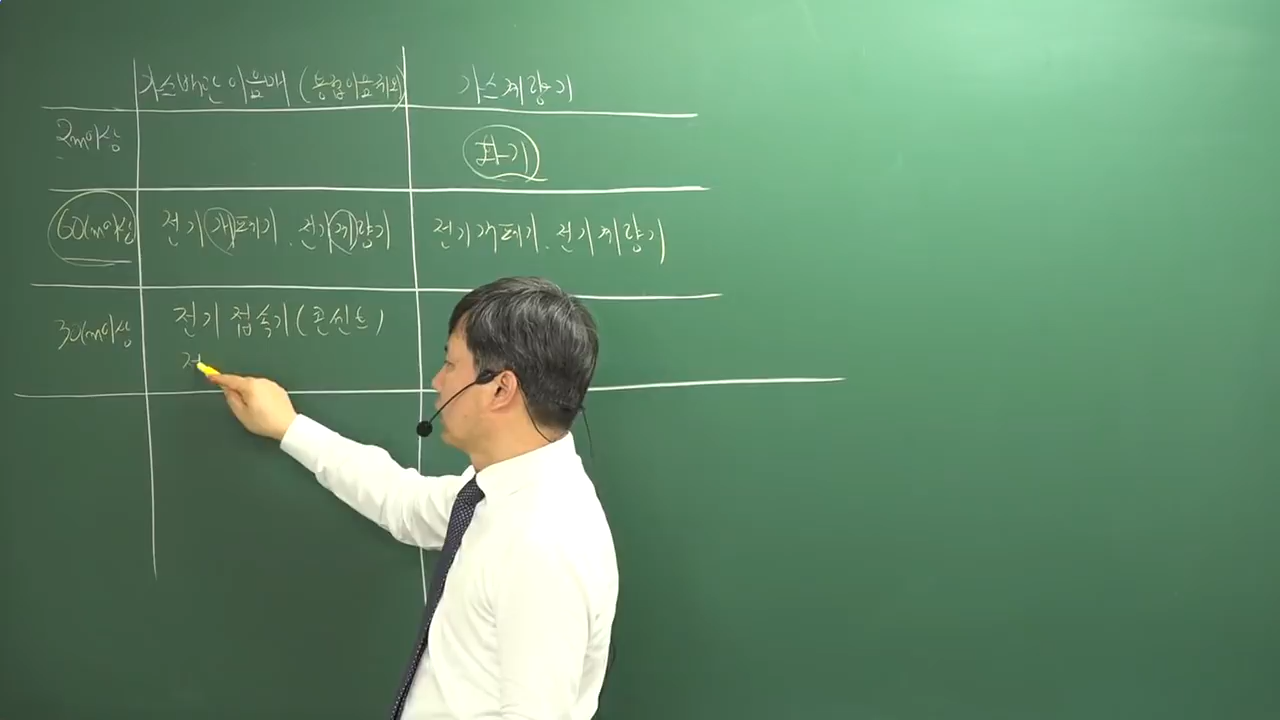 가스배관 이음매 (용접이음제외) 가스계량기
2m이상 화기
60cm이상 전기개폐기. 전기계량기 전기개폐기. 전기계량기
30cm이상 전기 접속기(콘센트)
저